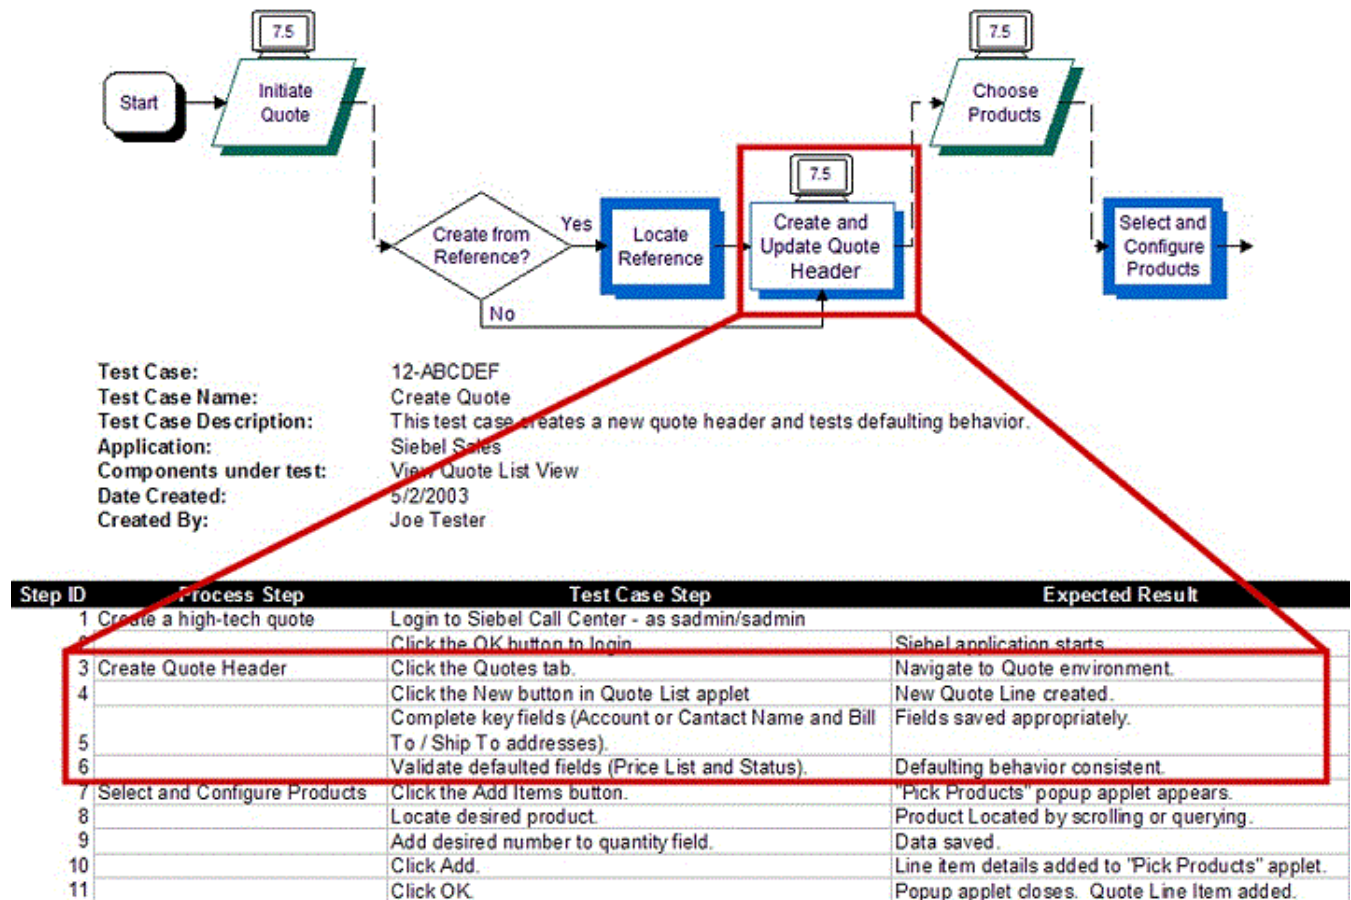 7.5
7.5
Start
Initiate
Quote
Choose
Products
7.5
Create from
Reference?
Yes
Locate
Reference
Create and
Update Quote
Header
Select and
Configure
Products
No
Test Case: 12-ABCDEF
Test Case Name: Create Quote
Test Case Description: This test case creates a new quote header and tests defaulting behavior.
Application: Siebel Sales
Components under test: View Quote List View
Date Created: 5/2/2003
Created By: Joe Tester
Step ID Process Step Test Case Step Expected Result
1 Create a high-tech quote Login to Siebel Call Center - as sadmin/sadmin
Click the OK button to login Siebel application starts
3 Create Quote Header Click the Quotes tab. Navigate to Quote environment.
4 Click the New button in Quote List applet New Quote Line created.
Complete key fields (Account or Cantact Name and Bill Fields saved appropriately.
5 To / Ship To addresses).
6 Validate defaulted fields (Price List and Status). Defaulting behavior consistent.
7 Select and Configure Products Click the Add Items button. "Pick Products" popup applet appears.
8 Locate desired product. Product Located by scrolling or querying.
9 Add desired number to quantity field. Data saved.
10 Click Add. Line item details added to "Pick Products" applet.
11 Click OK. Popup applet closes. Quote Line Item added.